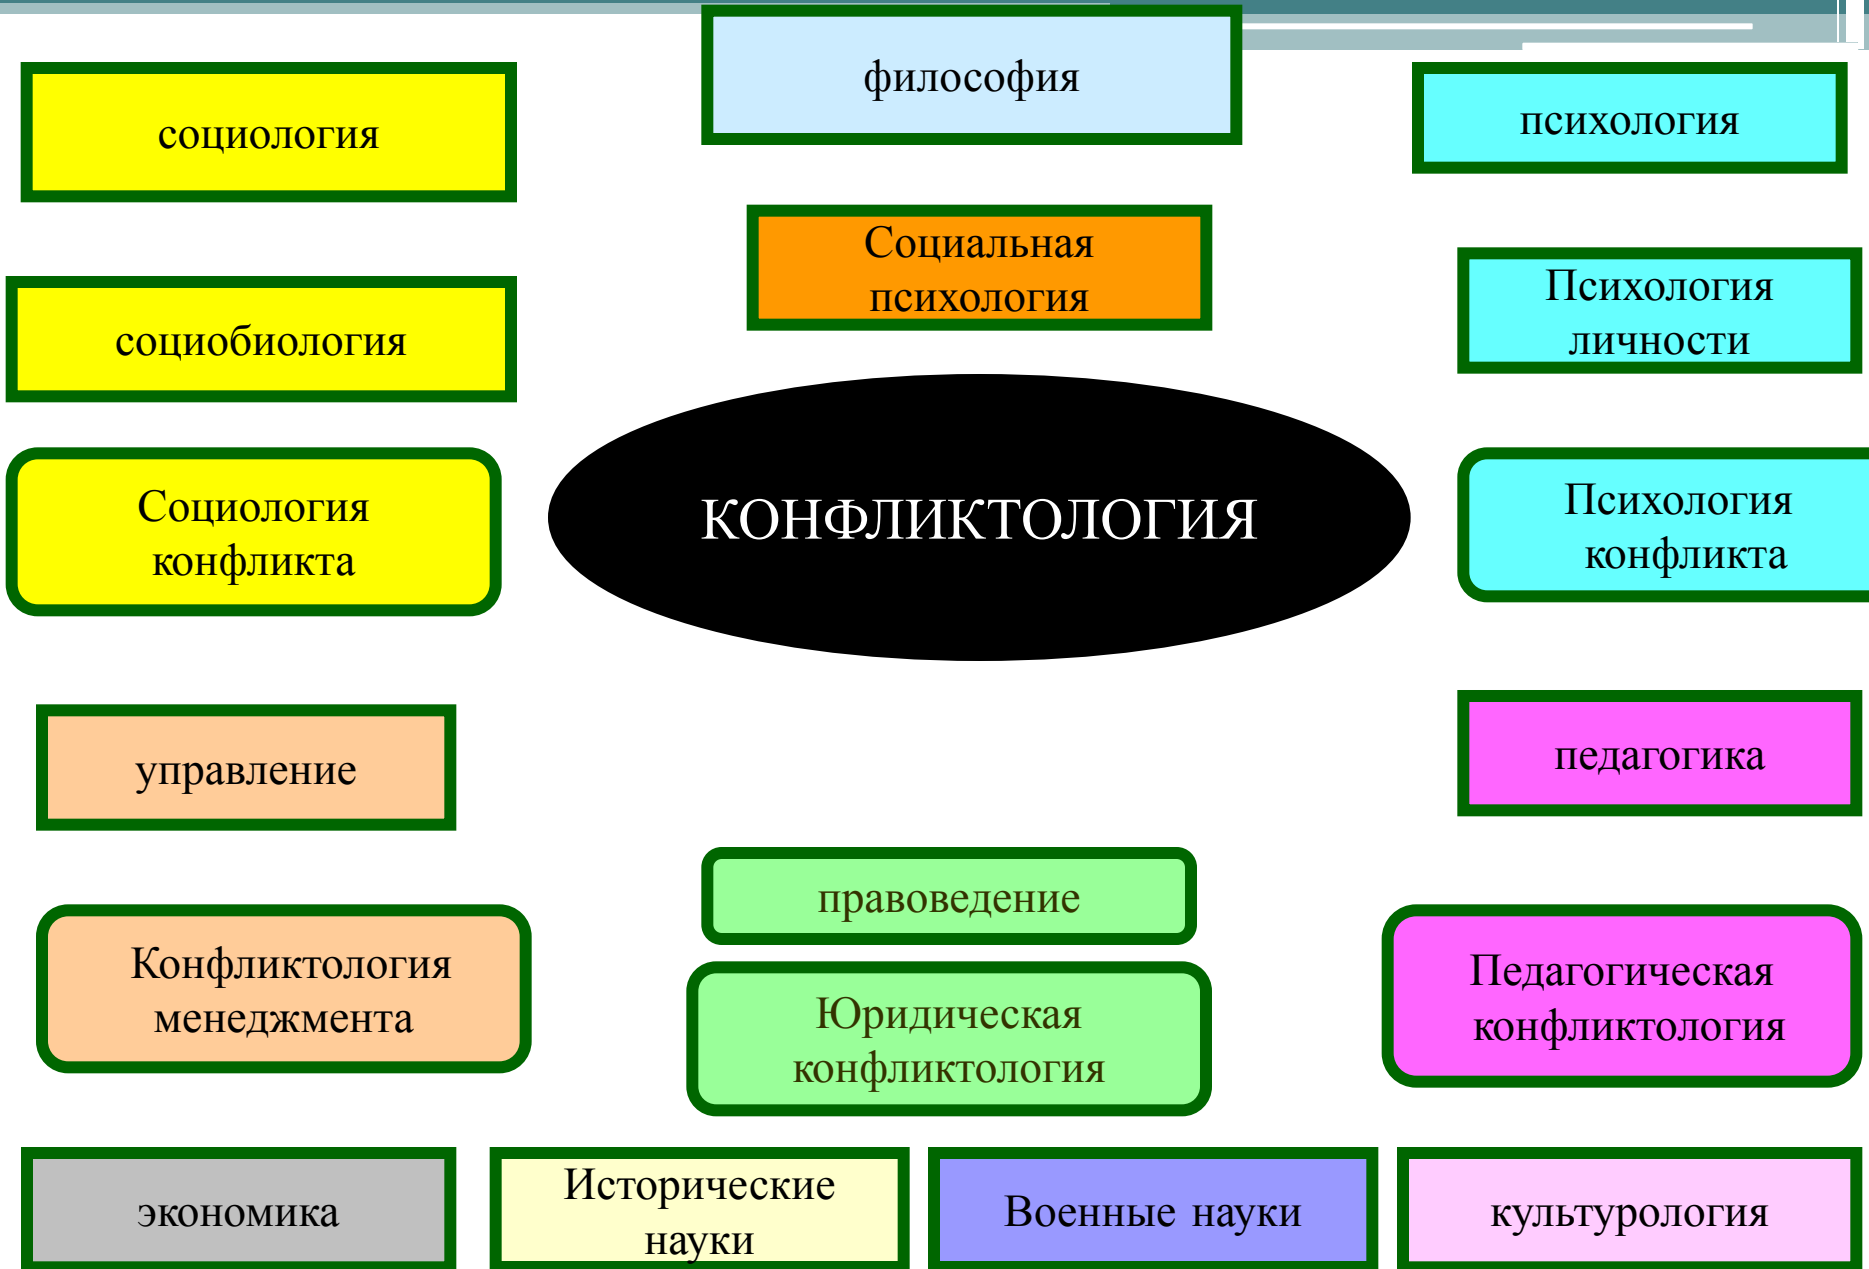 философия
социология
психология
Социальная
психология
социобиология
Психология
личности
Социология
конфликта
КОНФЛИКТОЛОГИЯ
Психология
конфликта
управление
педагогика
правоведение
Конфликтология
менеджмента
Юридическая
конфликтология
Педагогическая
конфликтология
экономика
Исторические
науки
Военные науки
культурология